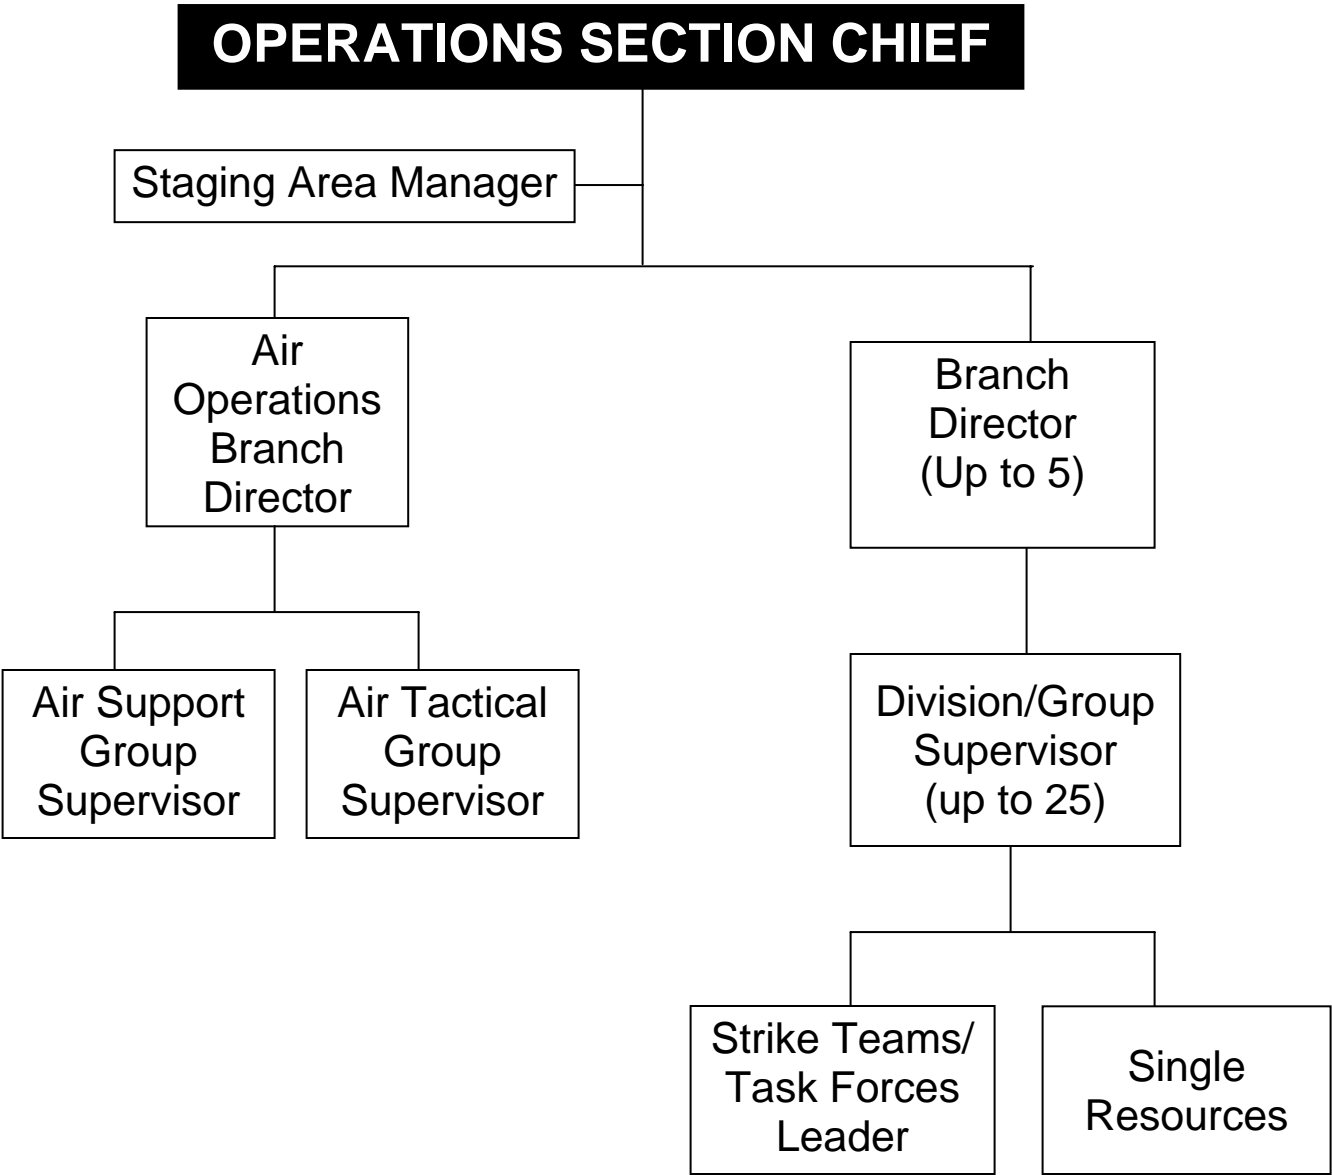 OPERATIONS SECTION CHIEF
Staging Area Manager
Air
Operations
Branch
Director
Branch
Director
(Up to 5)
Air Support
Group
Supervisor
Air Tactical
Group
Supervisor
Division/Group
Supervisor
(up to 25)
Strike Teams/
Task Forces
Leader
Single
Resources